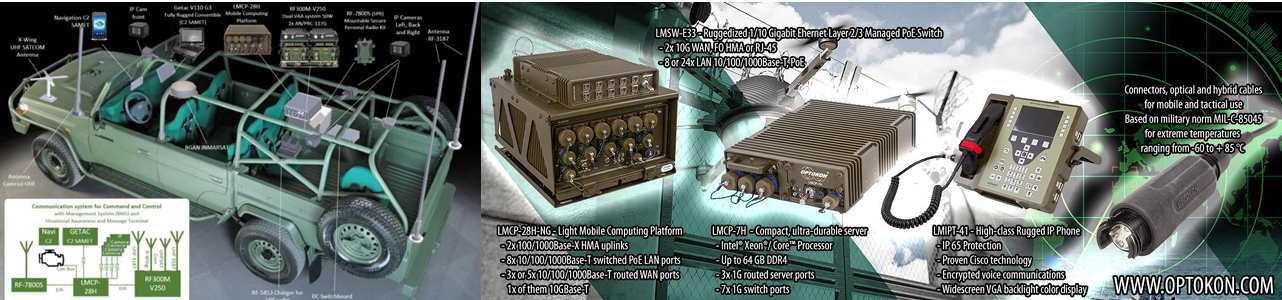 Navigation C2
SAMET
IP Cam
front
Getac V110 G3
Fully Rugged Convertible
(C2 SAMET)
LMCP-28H
Mobile Computing
Platform
RF300M-V250
Dual VAA system 50W
2x AN/PRC-117G
RF-7800S (SPR)
Mountable Secure
Personal Radio Kit
IP Cameras
Left, Back
and Right
Antenna
RF-3187
X-Wing
UHF SATCOM
Antenna
BGAN INMARSAT
Antenna
Comrod UHF
Communication system for Command and Control
with Management System (BMS) and
Situational Awareness and Message Terminal
Navi
C2
GETAC
C2 SAMET
Camera
Can Bus
RF-7800S
Eth
LMCP-
28H
Eth
RF300M
V250
RF-5853-Charger for
DC Switchboard
LMSW-E33 - Ruggedized 1/10 Gigabit Ehernet Layer 2/3 Managed PoE Switch
- 2x 10G WAN, FO HMA or RJ-45
- 8 or 24x LAN 10/100/1000Base-T, PoE
Connectors, optical and hybrid cables
for mobile and tactical use
Based on military norm MIL-C-85045
for extreme temperatures
ranging from -60 to + 85 °C
OPTOKON
LMCP-28H-NG - Light Mobile Computing Platform
- 2x 100/1000Base-X HMA uplinks
- 8x 10/100/1000Base-T switched PoE LAN ports
- 3x or 5x 10/100/1000Base-T routed WAN ports
1x of them 10GBase-T
LMCP-7H - Compact, ultra-durable server
- Intel® Xeon®/ Core™ Processor
- Up to 64 GB DDR4
- 3x 1G routed server ports
- 7x 1G switch ports
LMIPT-41 - High-class Rugged IP Phone
- IP 65 Protection
- Proven Cisco technology
- Encrypted voice communications
- Widescreen VGA backlight color display
WWW.OPTOKON.COM